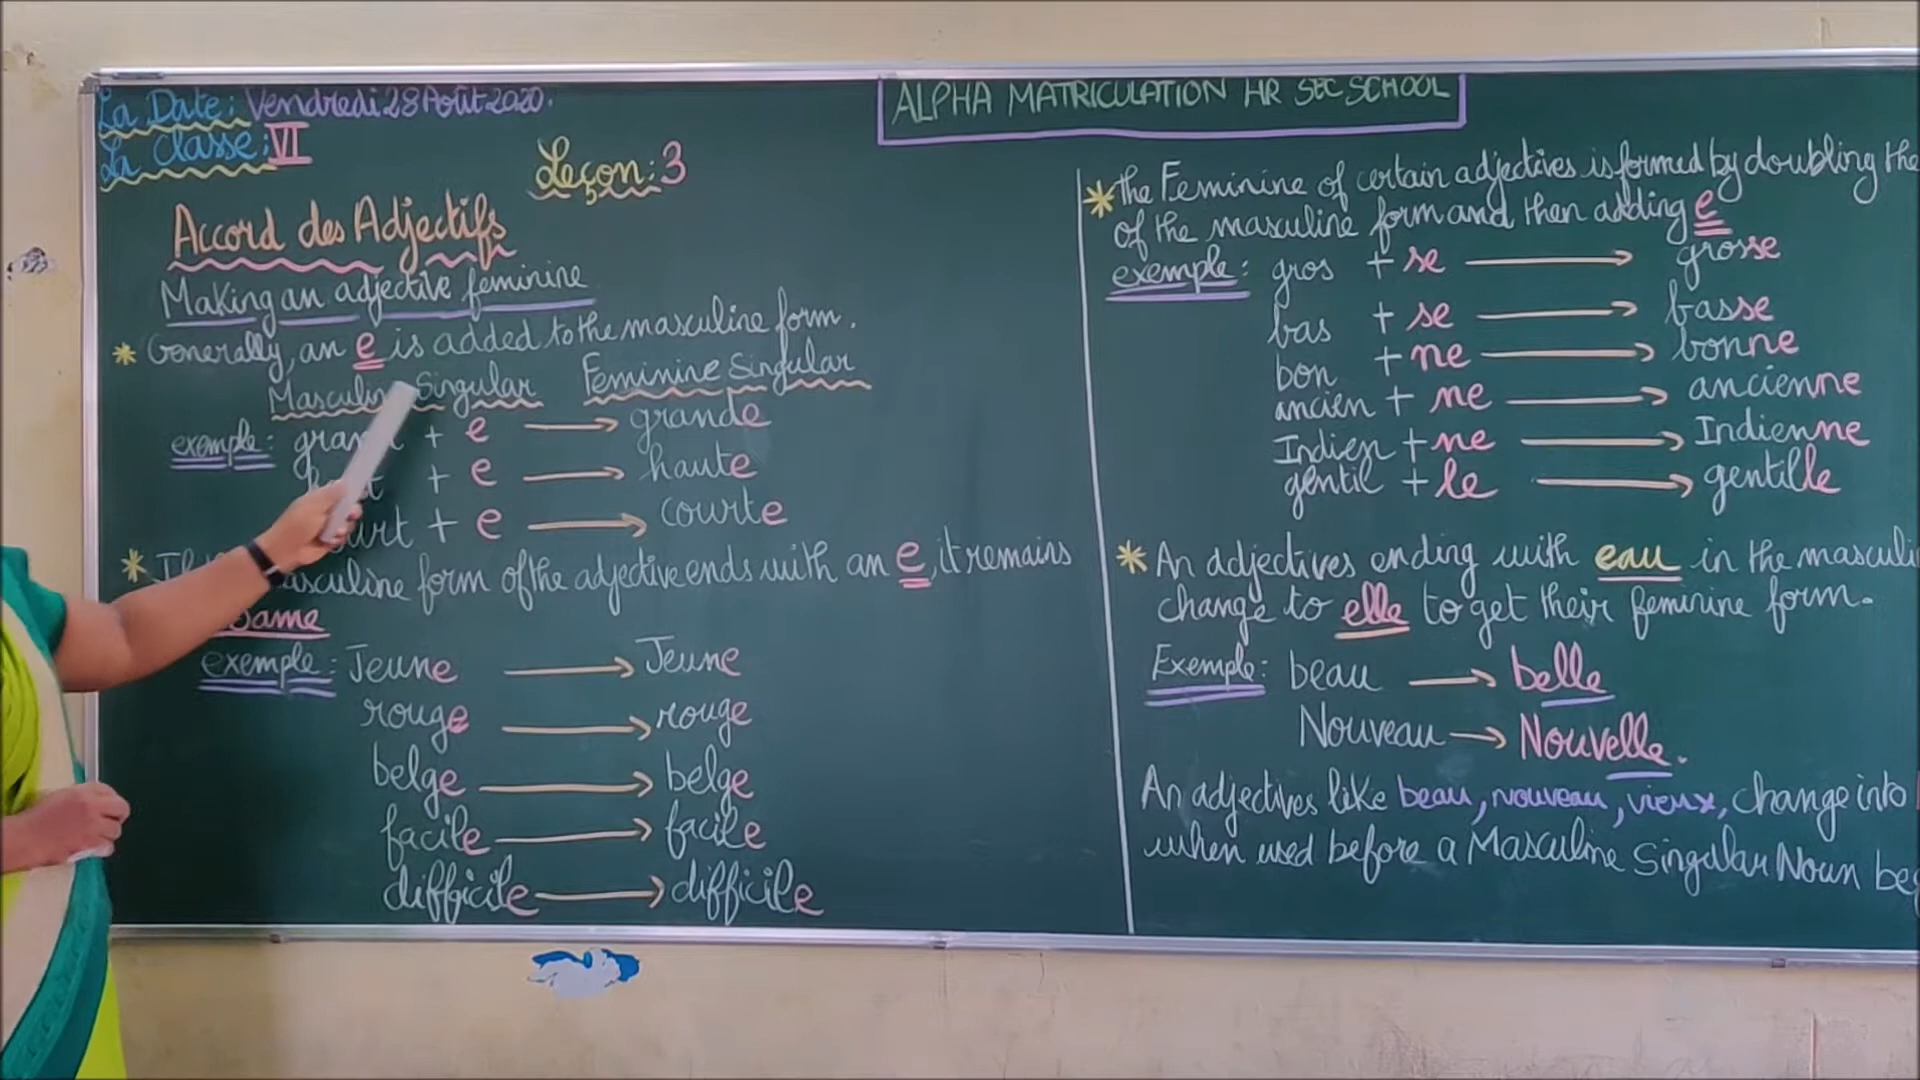 La Date: Vendredi 28 Août 2020.
La Classe: VI
ALPHA MATRICULATION HR SEC SCHOOL
Leçon: 3
Accord des Adjectifs
Making an adjective feminine
* Generally, an e is added to the masculine form.
Masculine Singular Feminine Singular
exemple: + e → grande
+ e → haute
+ e → courte
* masculine form of the adjective ends with an e, it remains
same
exemple: Jeune → Jeune
rouge → rouge
belge → belge
facile → facile
difficile → difficile
* the Feminine of certain adjectives is formed by doubling the
of the masculine form and then adding e
exemple: gros + se → grosse
bas + se → basse
bon + ne → bonne
ancien + ne → ancienne
Indien + ne → Indienne
gentil + le → gentille
* An adjectives ending with eau in the
change to elle to get their feminine form.
Exemple: beau → belle
Nouveau → Nouvelle.
An adjectives like beau, nouveau, vieux, change into
when used before a Masculine Singular Noun